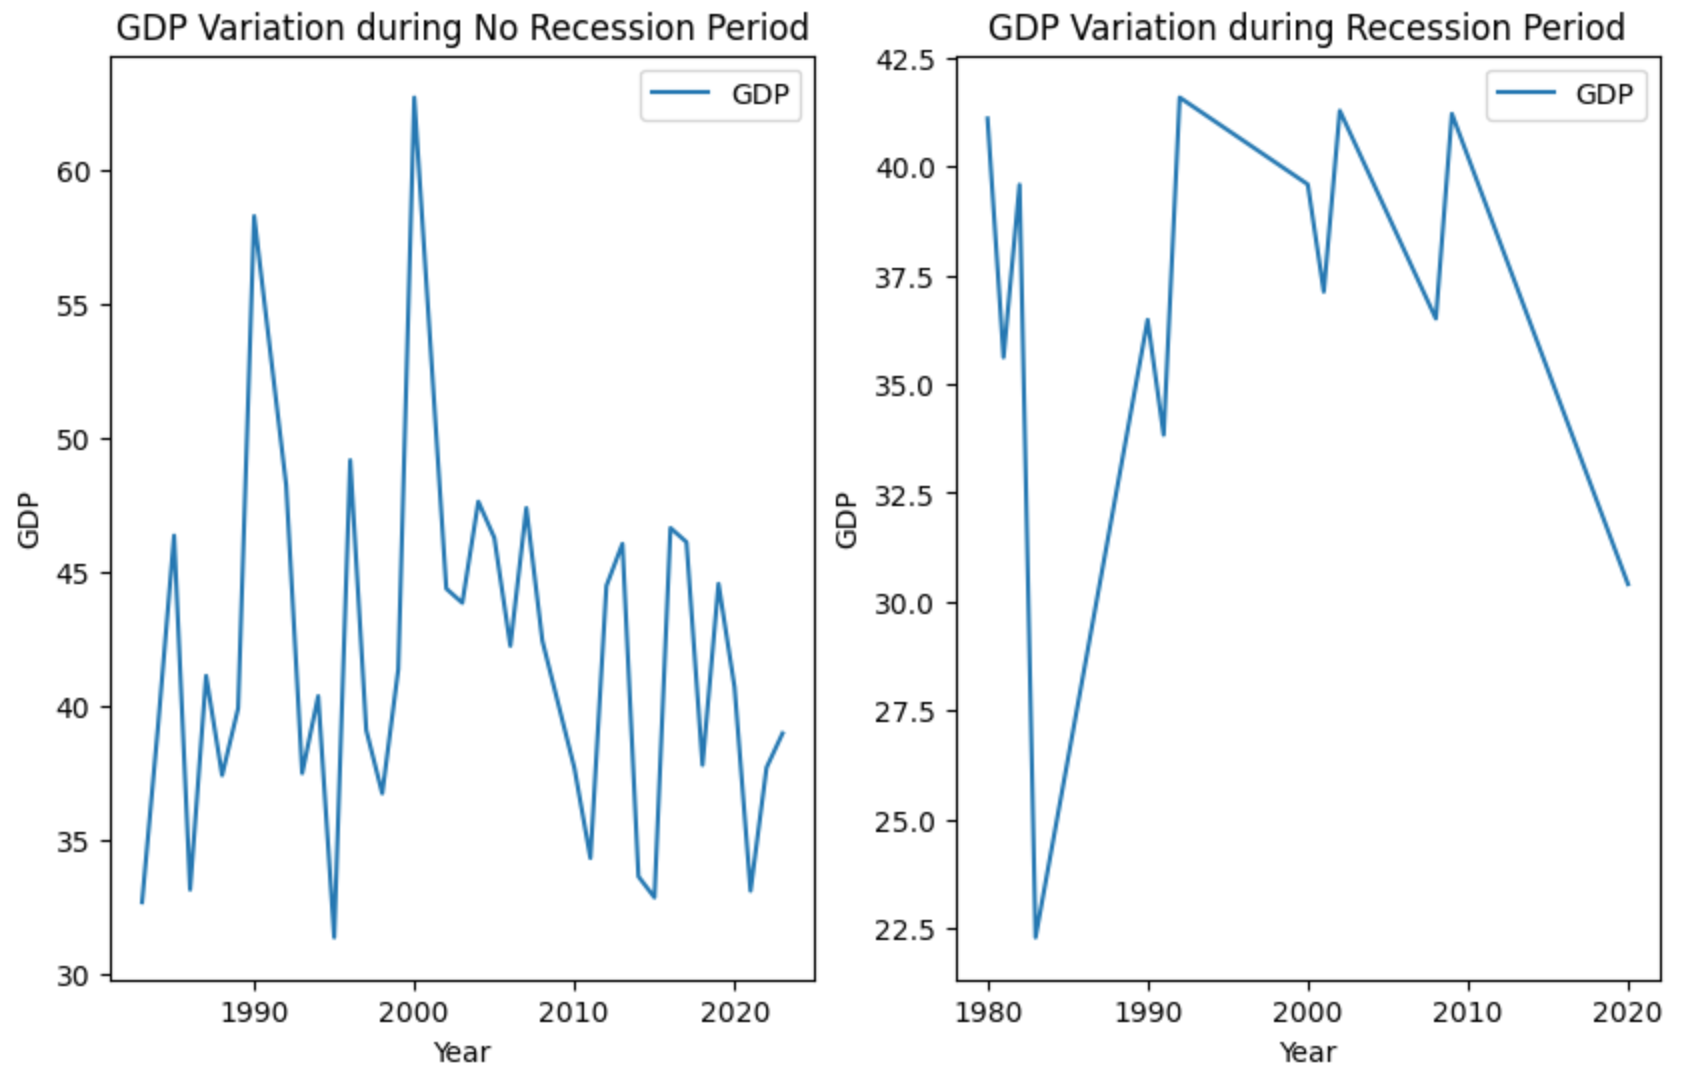 GDP Variation during No Recession Period
GDP
60
55
50
45
40
35
30
GDP
1990 2000 2010 2020
Year
GDP Variation during Recession Period
GDP
42.5
40.0
37.5
35.0
32.5
30.0
27.5
25.0
22.5
GDP
1980 1990 2000 2010 2020
Year